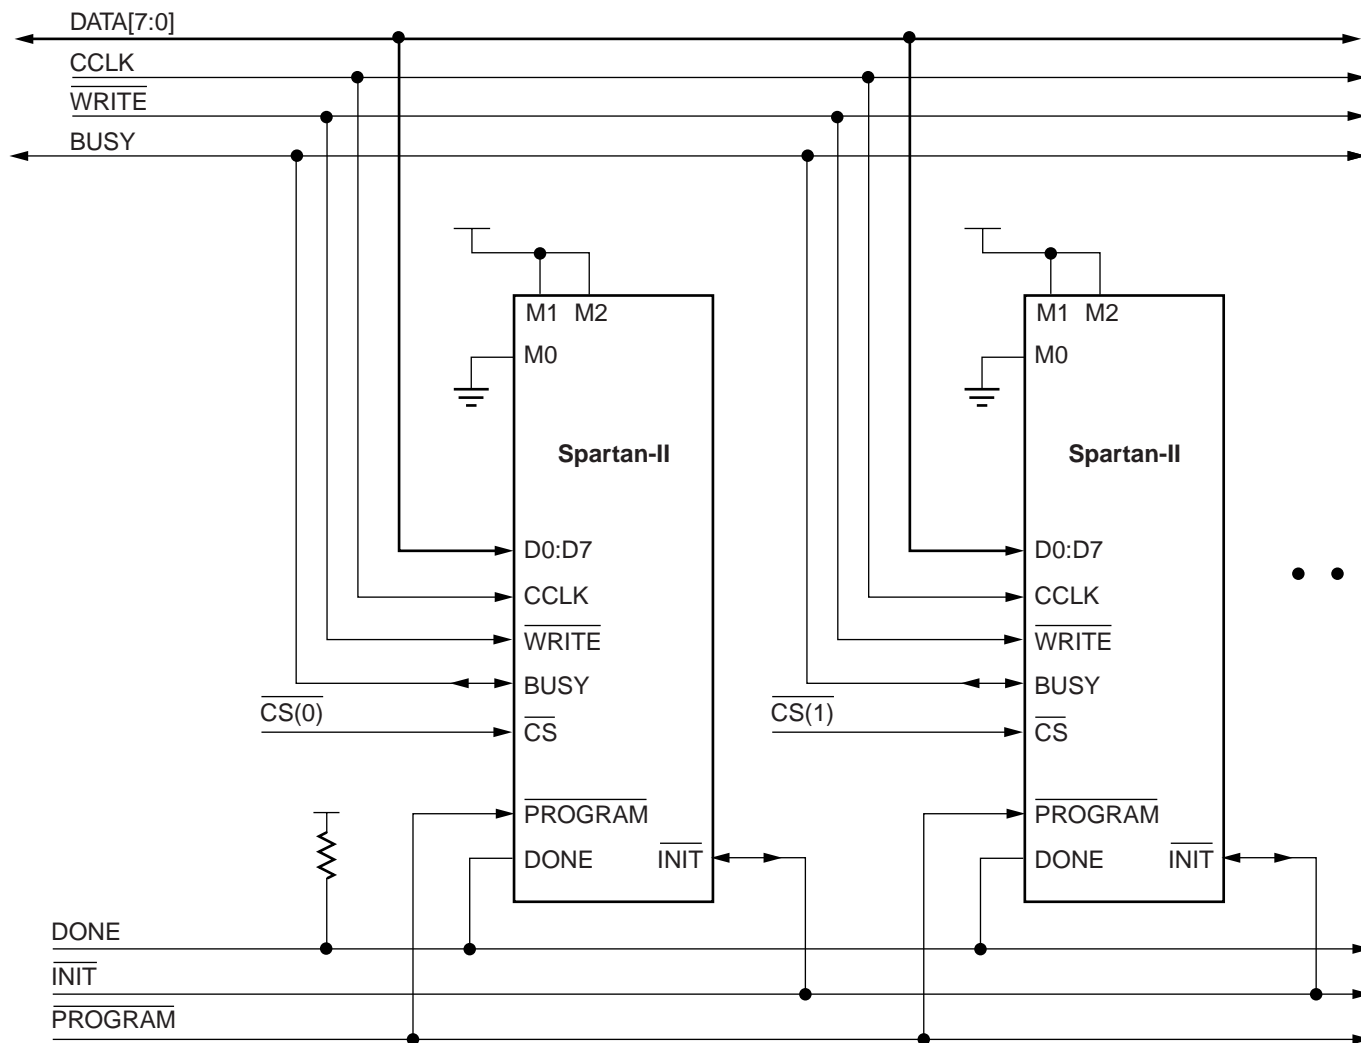 DATA[7:0]
CCLK
WRITE
BUSY
M1 M2
M0
Spartan-II
D0:D7
CCLK
WRITE
BUSY
CS(0)
CS
PROGRAM
DONE INIT
M1 M2
M0
Spartan-II
D0:D7
CCLK
WRITE
BUSY
CS(1)
CS
PROGRAM
DONE INIT
DONE
INIT
PROGRAM